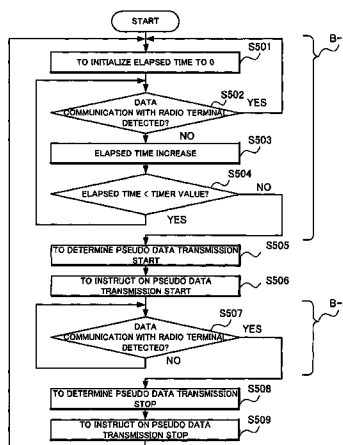 START
S501
B-
TO INITIALIZE ELAPSED TIME TO 0
S502
DATA
COMMUNICATION WITH RADIO TERMINAL
DETECTED?
YES
NO
S503
ELAPSED TIME INCREASE
S504
ELAPSED TIME < TIMER VALUE?
NO
YES
S505
TO DETERMINE PSEUDO DATA TRANSMISSION
START
S506
TO INSTRUCT ON PSEUDO DATA
TRANSMISSION START
B-
S507
DATA
COMMUNICATION WITH RADIO TERMINAL
DETECTED?
YES
NO
S508
TO DETERMINE PSEUDO DATA TRANSMISSION
STOP
S509
TO INSTRUCT ON PSEUDO DATA
TRANSMISSION STOP